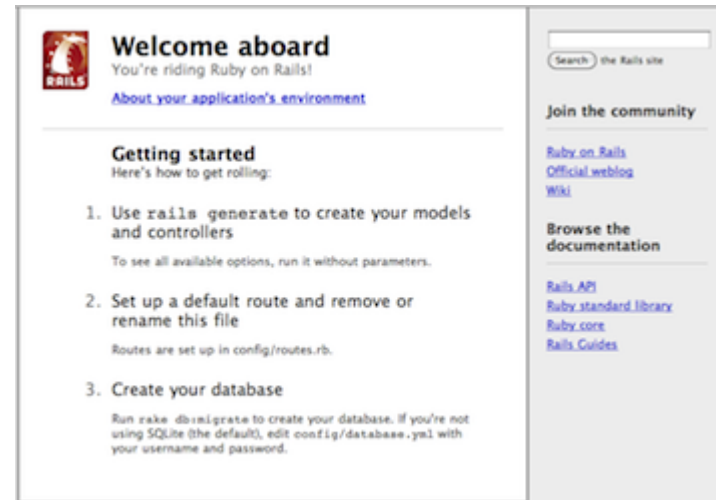 RAILS
Welcome aboard
You're riding Ruby on Rails!
About your application's environment
Getting started
Here's how to get rolling:
1. Use rails generate to create your models
and controllers
To see all available options, run it without parameters.
2. Set up a default route and remove or
rename this file
Routes are set up in config/routes.rb.
3. Create your database
Run rake db:migrate to create your database. If you're not
using SQLite (the default), edit config/database.yml with
your username and password.
Search the Rails site
Join the community
Ruby on Rails
Official weblog
Wiki
Browse the
documentation
Rails API
Ruby standard library
Ruby core
Rails Guides